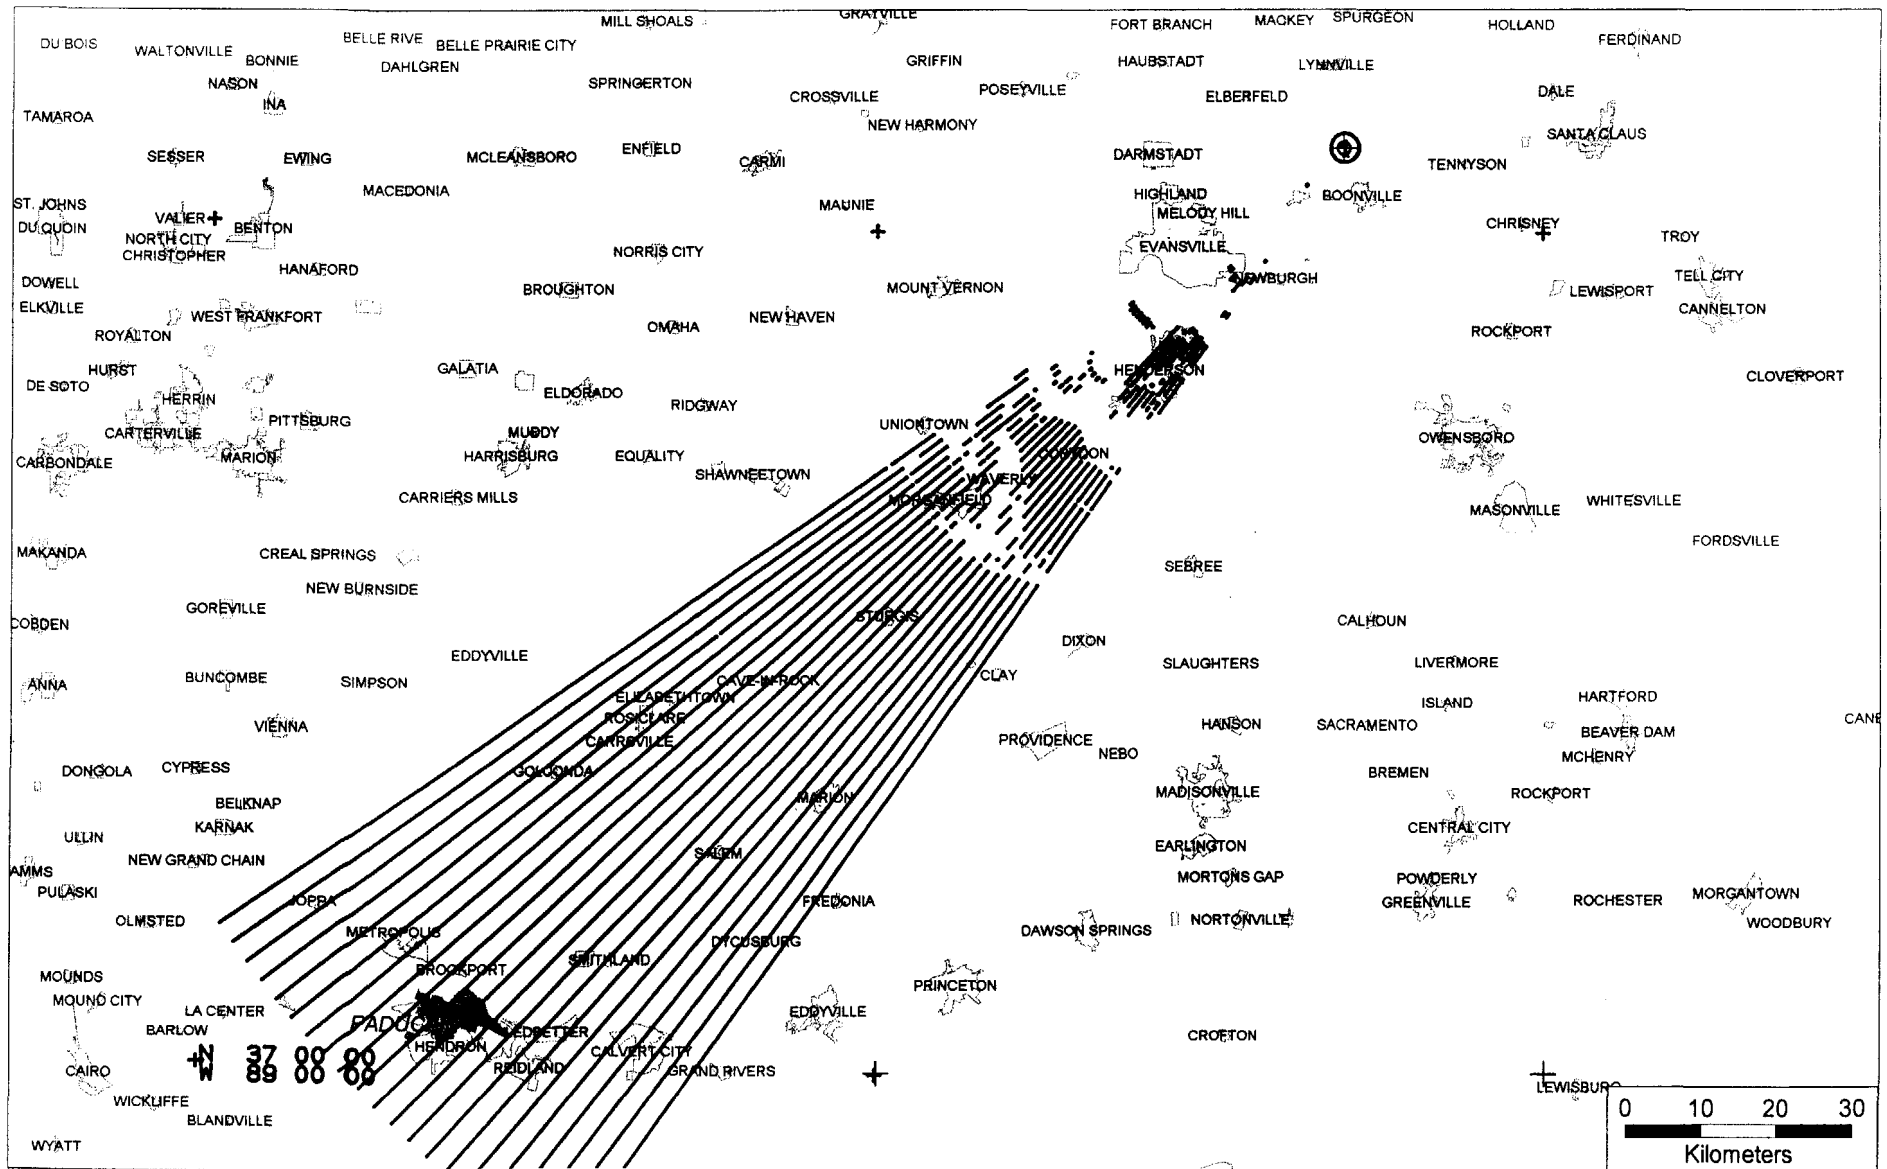 MILL SHOALS
GRAYVILLE
FORT BRANCH
MACKEY
SPURGEON
HOLLAND
FERDINAND
DU BOIS
WALTONVILLE
BONNIE
BELLE RIVE
BELLE PRAIRIE CITY
DAHLGREN
GRIFFIN
HAUBSTADT
LYNNVILLE
NASON
INA
SPRINGERTON
CROSSVILLE
POSEYVILLE
ELBERFELD
DALE
TAMAROA
NEW HARMONY
SANTA CLAUS
SESSER
EWING
MCLEANSBORO
ENFIELD
CARMI
DARMSTADT
TENNYSON
MACEDONIA
HIGHLAND
BOONVILLE
ST. JOHNS
VALIER
MAUNIE
MELODY HILL
DU QUOIN
BENTON
CHRISNEY
NORTH CITY
CHRISTOPHER
NORRIS CITY
EVANSVILLE
TROY
HANAFORD
NEWBURGH
TELL CITY
DOWELL
BROUGHTON
MOUNT VERNON
LEWISPORT
ELKVILLE
WEST FRANKFORT
NEW HAVEN
CANNELTON
ROYALTON
OMAHA
ROCKPORT
HURST
GALATIA
HENDERSON
CLOVERPORT
DE SOTO
HERRIN
ELDORADO
RIDGWAY
PITTSBURG
UNIONTOWN
CARTERVILLE
MUDDY
OWENSBORO
CARBONDALE
MARION
HARRISBURG
EQUALITY
CORYDON
SHAWNEETOWN
WAVERLY
CARRIERS MILLS
MORGANFIELD
MASONVILLE
WHITESVILLE
MAKANDA
CREAL SPRINGS
FORDSVILLE
NEW BURNSIDE
SEBREE
GOREVILLE
STURGIS
COBDEN
CALHOUN
DIXON
EDDYVILLE
SLAUGHTERS
LIVERMORE
ANNA
BUNCOMBE
SIMPSON
CAVE-IN-ROCK
CLAY
ELIZABETHTOWN
ISLAND
HARTFORD
VIENNA
ROSICLARE
HANSON
SACRAMENTO
CANE
CARRSVILLE
PROVIDENCE
NEBO
BEAVER DAM
MCHENRY
DONGOLA
CYPRESS
GOLCONDA
BREMEN
BELKNAP
MARION
MADISONVILLE
ROCKPORT
KARNAK
CENTRAL CITY
ULLIN
SALEM
EARLINGTON
NEW GRAND CHAIN
AMMS
MORTONS GAP
POWDERLY
PULASKI
JOPPA
FREDONIA
GREENVILLE
ROCHESTER
MORGANTOWN
OLMSTED
METROPOLIS
DYCUSBURG
DAWSON SPRINGS
NORTONVILLE
WOODBURY
BROOKPORT
SMITHLAND
MOUNDS
PRINCETON
MOUND CITY
LA CENTER
EDDYVILLE
BARLOW
LEDBETTER
CROFTON
HENDRON
CALVERT CITY
N 37 00 00
W 89 00 00
CAIRO
REIDLAND
GRAND RIVERS
LEWISBURG
WICKLIFFE
BLANDVILLE
0 10 20 30
WYATT
Kilometers